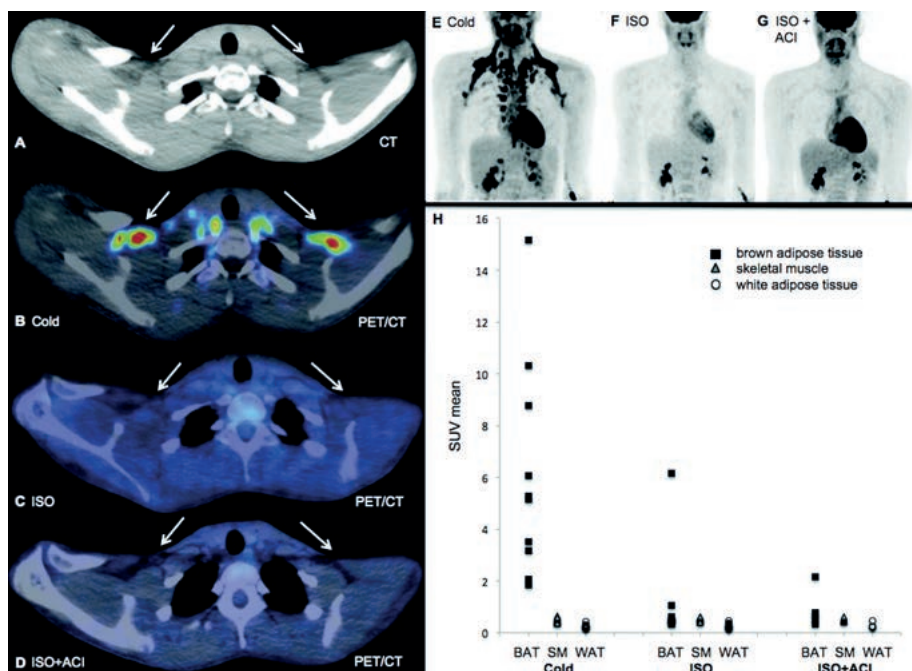 A
CT
B Cold
PET/CT
C ISO
PET/CT
D ISO+ACI
PET/CT
E Cold
F ISO
G ISO +
ACI
H
brown adipose tissue
skeletal muscle
white adipose tissue
SUV mean
16
14
12
10
8
6
4
2
0
BAT SM WAT BAT SM WAT BAT SM WAT
Cold ISO ISO+ACI